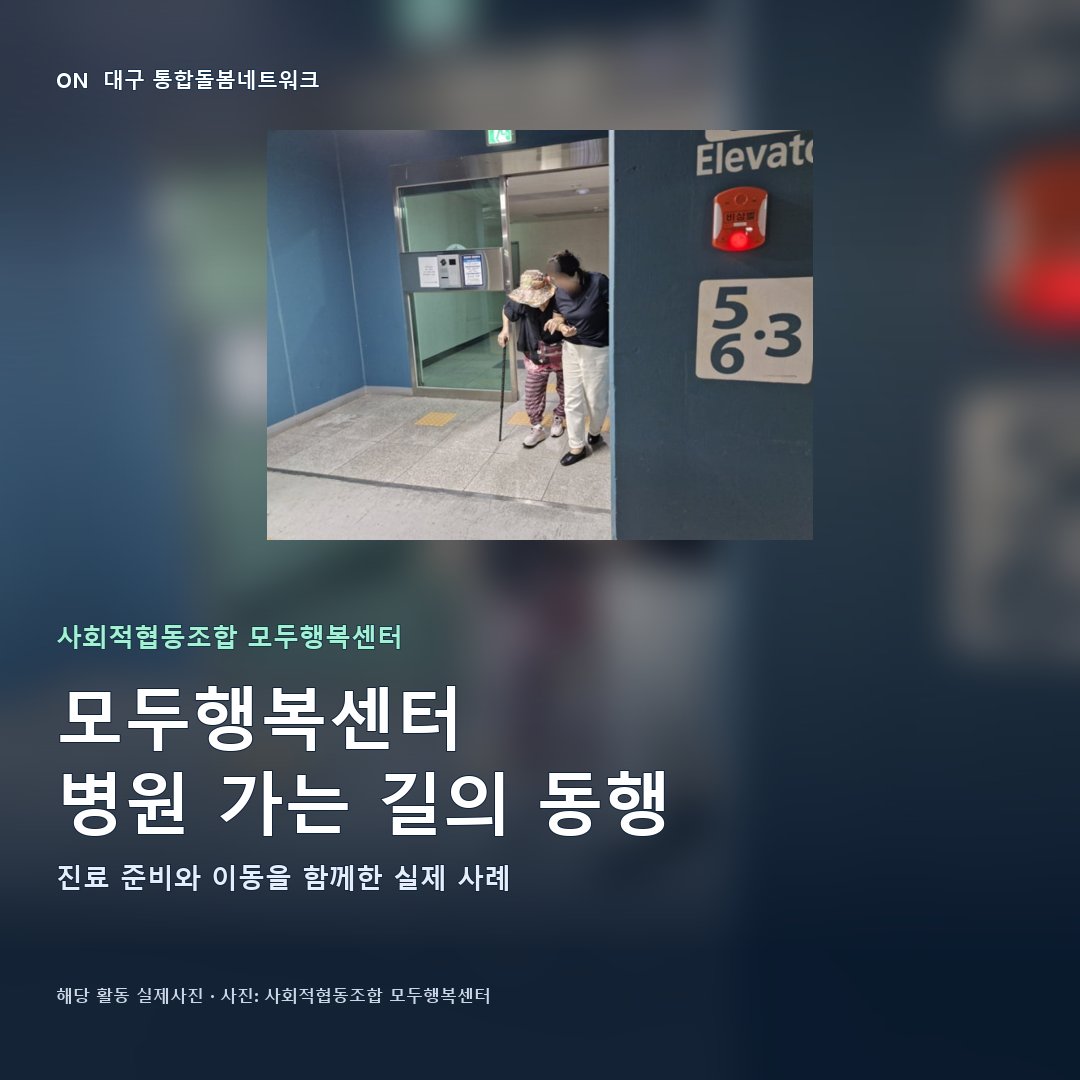 ON 대구 통합돌봄네트워크
Elevato
비상벨
5
6·3
사회적협동조합 모두행복센터
모두행복센터
병원 가는 길의 동행
진료 준비와 이동을 함께한 실제 사례
해당 활동 실제사진 · 사진: 사회적협동조합 모두행복센터